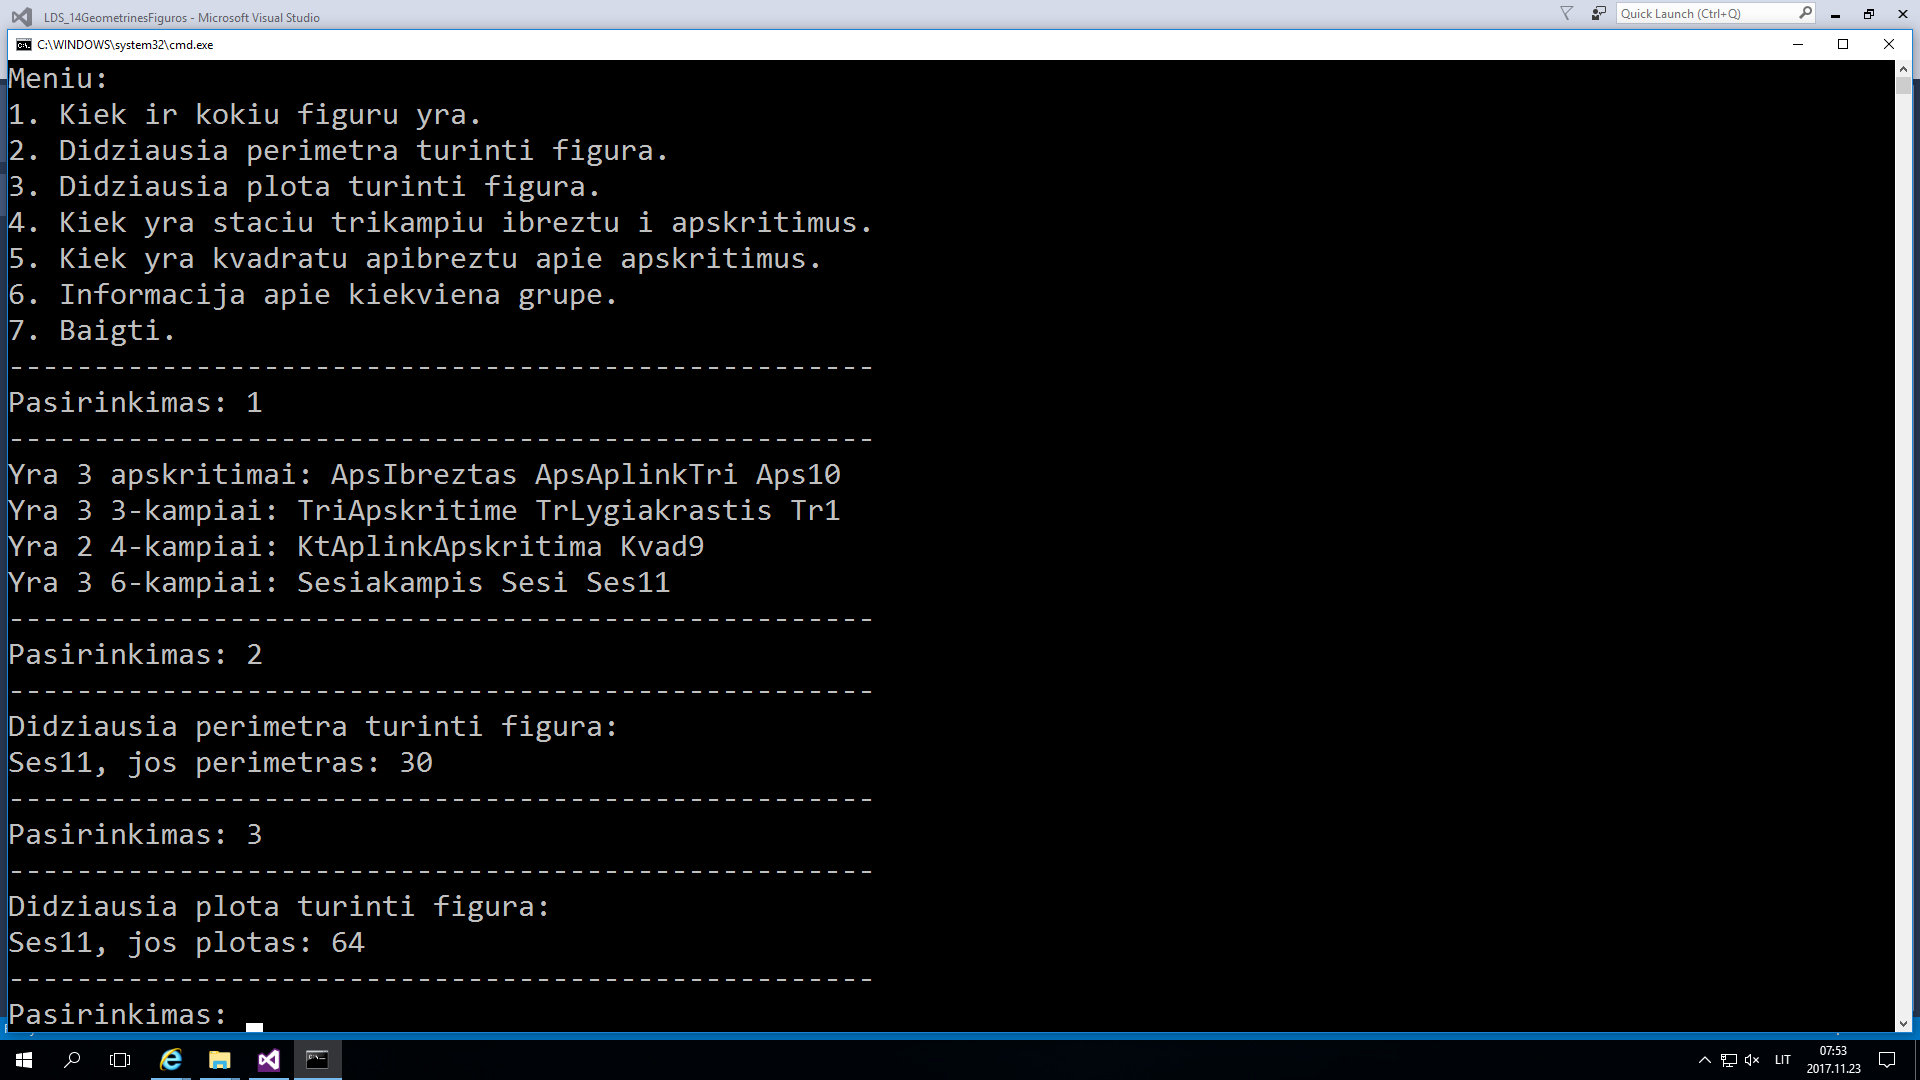 LDS_14GeometrinesFiguros - Microsoft Visual Studio
Quick Launch (Ctrl+Q)
C:\WINDOWS\system32\cmd.exe
Meniu:
1. Kiek ir kokiu figuru yra.
2. Didziausia perimetra turinti figura.
3. Didziausia plota turinti figura.
4. Kiek yra staciu trikampiu ibreztu i apskritimus.
5. Kiek yra kvadratu apibreztu apie apskritimus.
6. Informacija apie kiekviena grupe.
7. Baigti.
---------------------------------------------------
Pasirinkimas: 1
---------------------------------------------------
Yra 3 apskritimai: ApsIbreztas ApsAplinkTri Aps10
Yra 3 3-kampiai: TriApskritime TrLygiakrastis Tr1
Yra 2 4-kampiai: KtAplinkApskritima Kvad9
Yra 3 6-kampiai: Sesiakampis Sesi Ses11
---------------------------------------------------
Pasirinkimas: 2
---------------------------------------------------
Didziausia perimetra turinti figura:
Ses11, jos perimetras: 30
---------------------------------------------------
Pasirinkimas: 3
---------------------------------------------------
Didziausia plota turinti figura:
Ses11, jos plotas: 64
---------------------------------------------------
Pasirinkimas:
LIT
07:53
2017.11.23